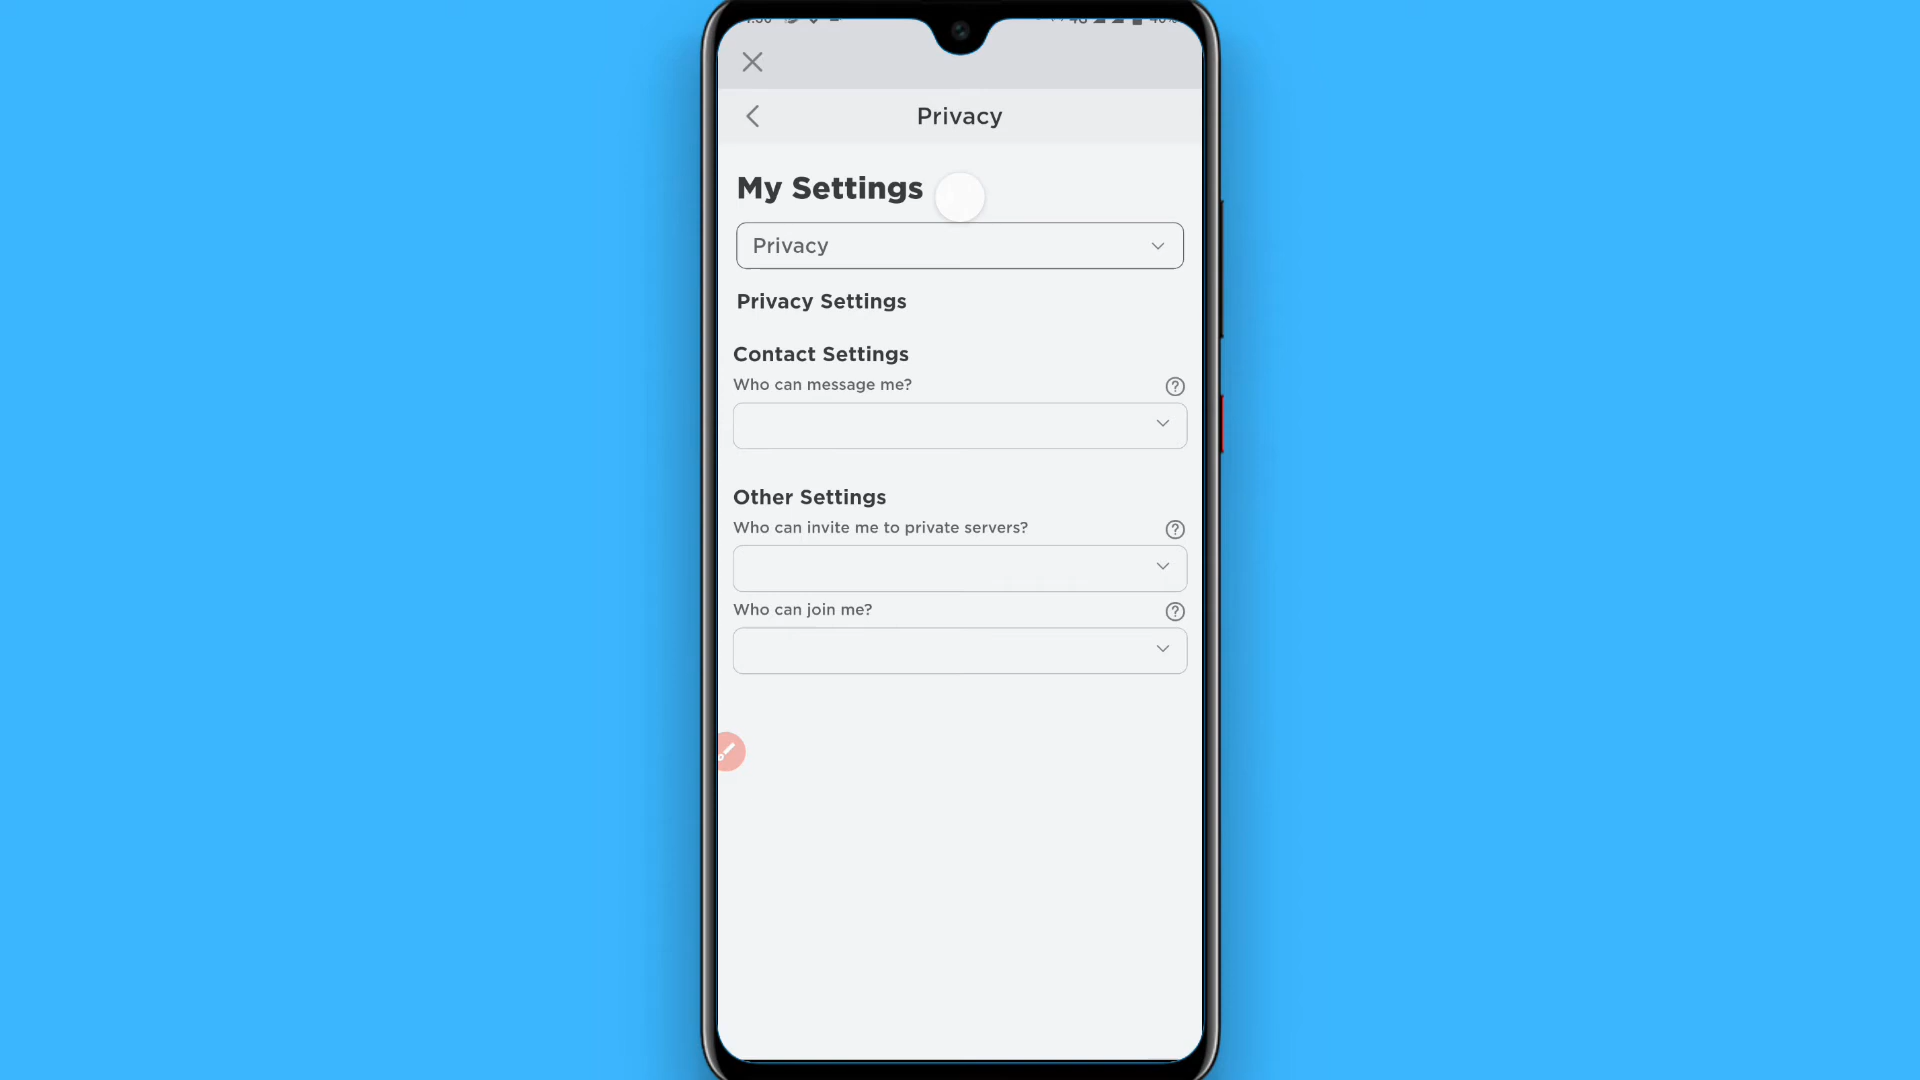 Privacy
My Settings
Privacy
Privacy Settings
Contact Settings
Who can message me?
Other Settings
Who can invite me to private servers?
Who can join me?